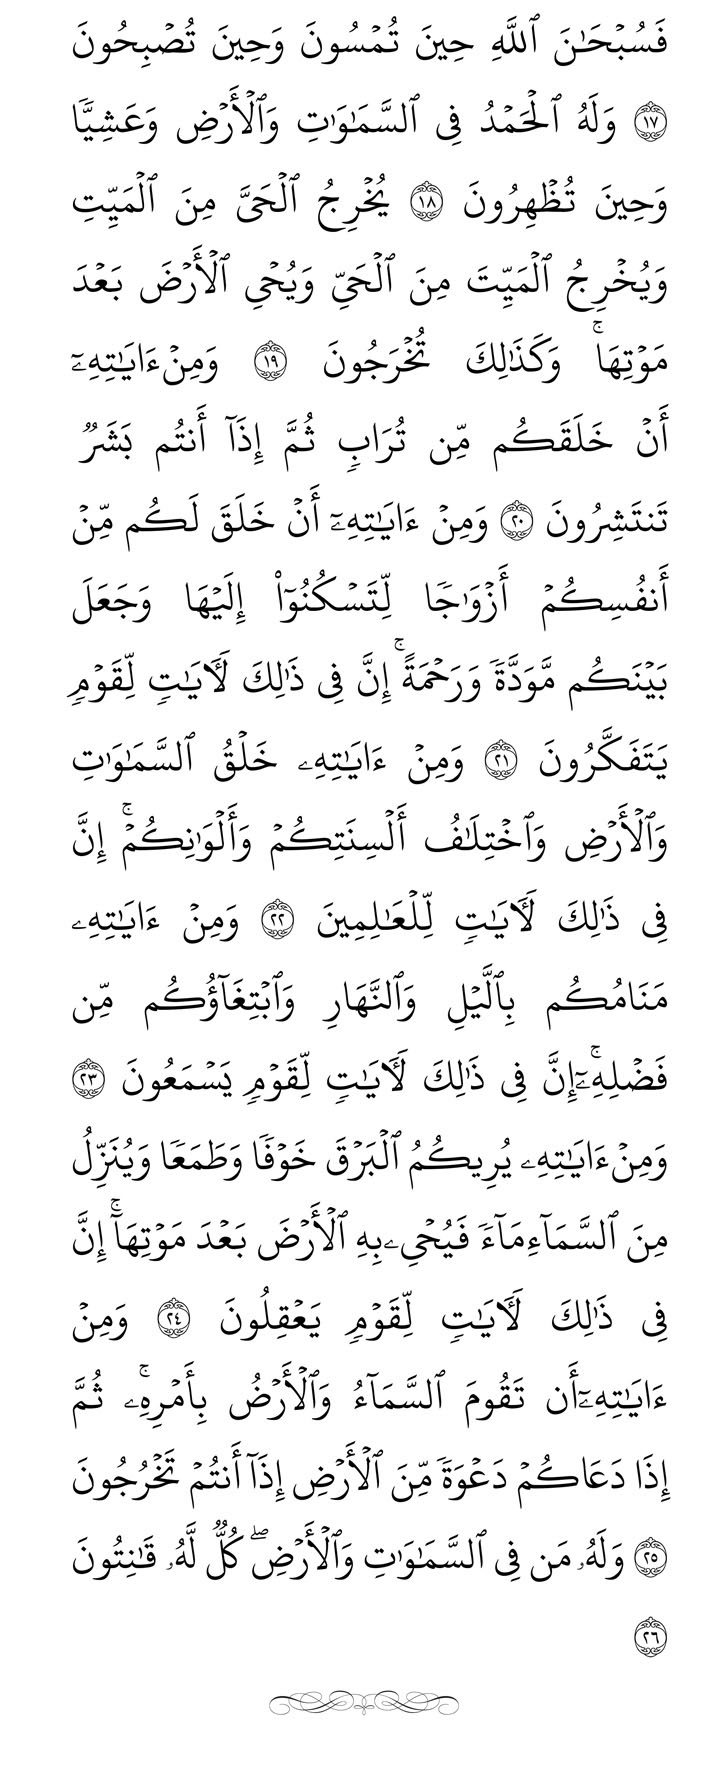 فَسُبۡحَٰنَ ٱللَّهِ حِينَ تُمۡسُونَ وَحِينَ تُصۡبِحُونَ
١٧ وَلَهُ ٱلۡحَمۡدُ فِي ٱلسَّمَٰوَٰتِ وَٱلۡأَرۡضِ وَعَشِيّٗا
وَحِينَ تُظۡهِرُونَ ١٨ يُخۡرِجُ ٱلۡحَيَّ مِنَ ٱلۡمَيِّتِ
وَيُخۡرِجُ ٱلۡمَيِّتَ مِنَ ٱلۡحَيِّ وَيُحۡيِ ٱلۡأَرۡضَ بَعۡدَ
مَوۡتِهَاۚ وَكَذَٰلِكَ تُخۡرَجُونَ ١٩ وَمِنۡ ءَايَٰتِهِۦٓ
أَنۡ خَلَقَكُم مِّن تُرَابٖ ثُمَّ إِذَآ أَنتُم بَشَرٞ
تَنتَشِرُونَ ٢٠ وَمِنۡ ءَايَٰتِهِۦٓ أَنۡ خَلَقَ لَكُم مِّنۡ
أَنفُسِكُمۡ أَزۡوَٰجٗا لِّتَسۡكُنُوٓاْ إِلَيۡهَا وَجَعَلَ
بَيۡنَكُم مَّوَدَّةٗ وَرَحۡمَةًۚ إِنَّ فِي ذَٰلِكَ لَأٓيَٰتٖ لِّقَوۡمٖ
يَتَفَكَّرُونَ ٢١ وَمِنۡ ءَايَٰتِهِۦ خَلۡقُ ٱلسَّمَٰوَٰتِ
وَٱلۡأَرۡضِ وَٱخۡتِلَٰفُ أَلۡسِنَتِكُمۡ وَأَلۡوَٰنِكُمۡۚ إِنَّ
فِي ذَٰلِكَ لَأٓيَٰتٖ لِّلۡعَٰلِمِينَ ٢٢ وَمِنۡ ءَايَٰتِهِۦ
مَنَامُكُم بِٱلَّيۡلِ وَٱلنَّهَارِ وَٱبۡتِغَآؤُكُم مِّن
فَضۡلِهِۦٓۚ إِنَّ فِي ذَٰلِكَ لَأٓيَٰتٖ لِّقَوۡمٖ يَسۡمَعُونَ ٢٣
وَمِنۡ ءَايَٰتِهِۦ يُرِيكُمُ ٱلۡبَرۡقَ خَوۡفٗا وَطَمَعٗا وَيُنَزِّلُ
مِنَ ٱلسَّمَآءِ مَآءٗ فَيُحۡيِۦ بِهِ ٱلۡأَرۡضَ بَعۡدَ مَوۡتِهَآۚ إِنَّ
فِي ذَٰلِكَ لَأٓيَٰتٖ لِّقَوۡمٖ يَعۡقِلُونَ ٢٤ وَمِنۡ
ءَايَٰتِهِۦٓ أَن تَقُومَ ٱلسَّمَآءُ وَٱلۡأَرۡضُ بِأَمۡرِهِۦۚ ثُمَّ
إِذَا دَعَاكُمۡ دَعۡوَةٗ مِّنَ ٱلۡأَرۡضِ إِذَآ أَنتُمۡ تَخۡرُجُونَ
٢٥ وَلَهُۥ مَن فِي ٱلسَّمَٰوَٰتِ وَٱلۡأَرۡضِۖ كُلّٞ لَّهُۥ قَٰنِتُونَ
٢٦